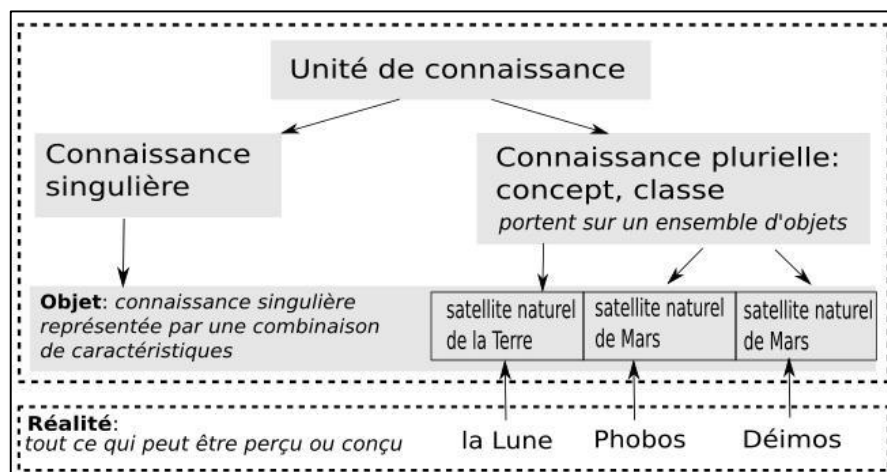 Unité de connaissance
Connaissance
singulière
Connaissance plurielle:
concept, classe
portent sur un ensemble d'objets
Objet: connaissance singulière
représentée par une combinaison
de caractéristiques
satellite naturel
de la Terre
satellite naturel
de Mars
satellite naturel
de Mars
Réalité:
tout ce qui peut être perçu ou conçu
la Lune
Phobos
Déimos